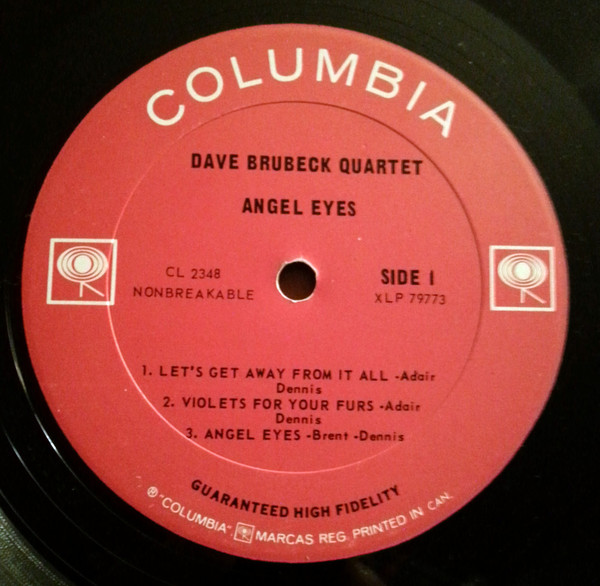 COLUMBIA
DAVE BRUBECK QUARTET
ANGEL EYES
CL 2348
NONBREAKABLE
SIDE 1
XLP 79773
1. LET'S GET AWAY FROM IT ALL -Adair
Dennis
2. VIOLETS FOR YOUR FURS -Adair
Dennis
3. ANGEL EYES -Brent -Dennis
GUARANTEED HIGH FIDELITY
® "COLUMBIA" MARCAS REG. PRINTED IN CAN.